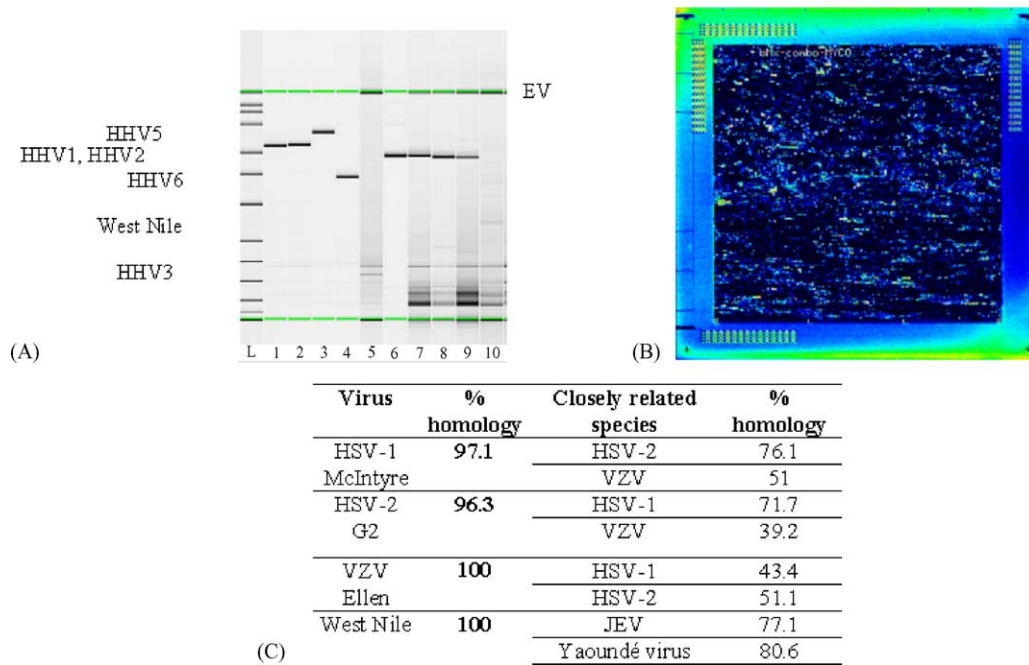 EV
HHV5
HHV1, HHV2
HHV6
West Nile
HHV3
(A)
L 1 2 3 4 5 6 7 8 9 10
bMx-combo-MYCO
(B)
Virus % homology Closely related species % homology
HSV-1 97.1 HSV-2 76.1
McIntyre VZV 51
HSV-2 96.3 HSV-1 71.7
G2 VZV 39.2
VZV 100 HSV-1 43.4
Ellen HSV-2 51.1
West Nile 100 JEV 77.1
Yaoundé virus 80.6
(C)